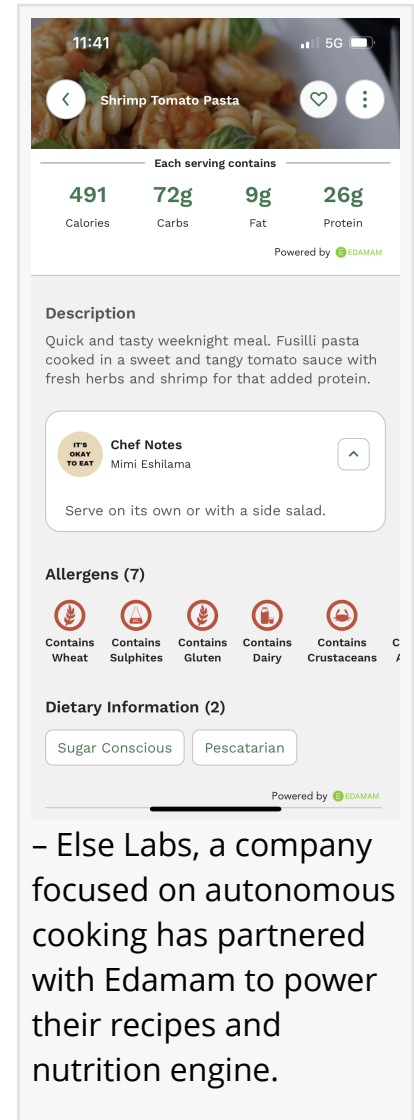 11:41
5G
Shrimp Tomato Pasta
Each serving contains
491 72g 9g 26g
Calories Carbs Fat Protein
Powered by EDAMAM
Description
Quick and tasty weeknight meal. Fusilli pasta
cooked in a sweet and tangy tomato sauce with
fresh herbs and shrimp for that added protein.
IT'S
OKAY
TO EAT
Chef Notes
Mimi Eshilama
Serve on its own or with a side salad.
Allergens (7)
Contains Contains Contains Contains Contains
Wheat Sulphites Gluten Dairy Crustaceans
Dietary Information (2)
Sugar Conscious Pescatarian
Powered by EDAMAM
– Else Labs, a company
focused on autonomous
cooking has partnered
with Edamam to power
their recipes and
nutrition engine.